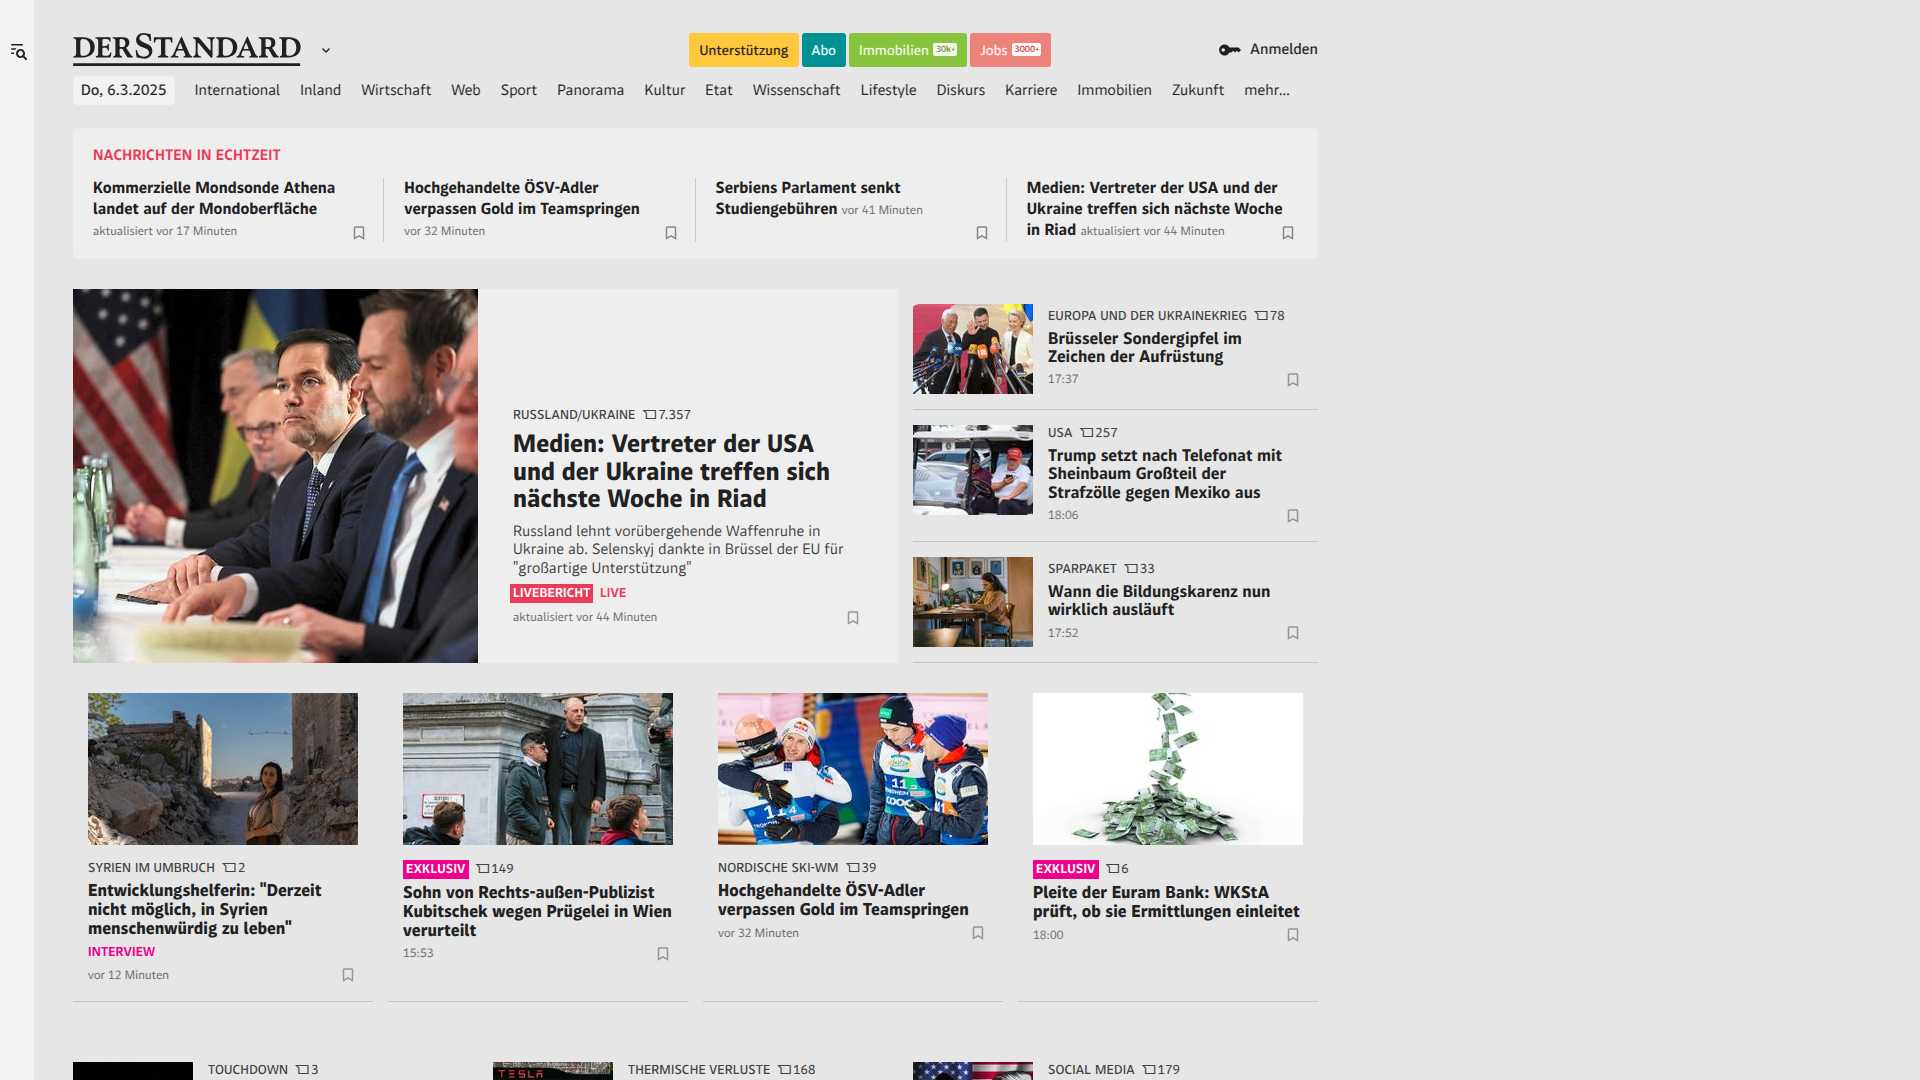 DERSTANDARD
Unterstützung
Abo
Immobilien 30k+
Jobs 3000+
Anmelden
Do, 6.3.2025
International
Inland
Wirtschaft
Web
Sport
Panorama
Kultur
Etat
Wissenschaft
Lifestyle
Diskurs
Karriere
Immobilien
Zukunft
mehr...
NACHRICHTEN IN ECHTZEIT
Kommerzielle Mondsonde Athena
landet auf der Mondoberfläche
aktualisiert vor 17 Minuten
Hochgehandelte ÖSV-Adler
verpassen Gold im Teamspringen
vor 32 Minuten
Serbiens Parlament senkt
Studiengebühren vor 41 Minuten
Medien: Vertreter der USA und der
Ukraine treffen sich nächste Woche
in Riad aktualisiert vor 44 Minuten
RUSSLAND/UKRAINE 7.357
Medien: Vertreter der USA
und der Ukraine treffen sich
nächste Woche in Riad
Russland lehnt vorübergehende Waffenruhe in
Ukraine ab. Selenskyj dankte in Brüssel der EU für
"großartige Unterstützung"
LIVEBERICHT LIVE
aktualisiert vor 44 Minuten
EUROPA UND DER UKRAINEKRIEG 78
Brüsseler Sondergipfel im
Zeichen der Aufrüstung
17:37
USA 257
Trump setzt nach Telefonat mit
Sheinbaum Großteil der
Strafzölle gegen Mexiko aus
18:06
SPARPAKET 33
Wann die Bildungskarenz nun
wirklich ausläuft
17:52
SYRIEN IM UMBRUCH 2
Entwicklungshelferin: "Derzeit
nicht möglich, in Syrien
menschenwürdig zu leben"
INTERVIEW
vor 12 Minuten
EXKLUSIV 149
Sohn von Rechts-außen-Publizist
Kubitschek wegen Prügelei in Wien
verurteilt
15:53
NORDISCHE SKI-WM 39
Hochgehandelte ÖSV-Adler
verpassen Gold im Teamspringen
vor 32 Minuten
EXKLUSIV 6
Pleite der Euram Bank: WKStA
prüft, ob sie Ermittlungen einleitet
18:00
TOUCHDOWN 3
TESLA
THERMISCHE VERLUSTE 168
SOCIAL MEDIA 179